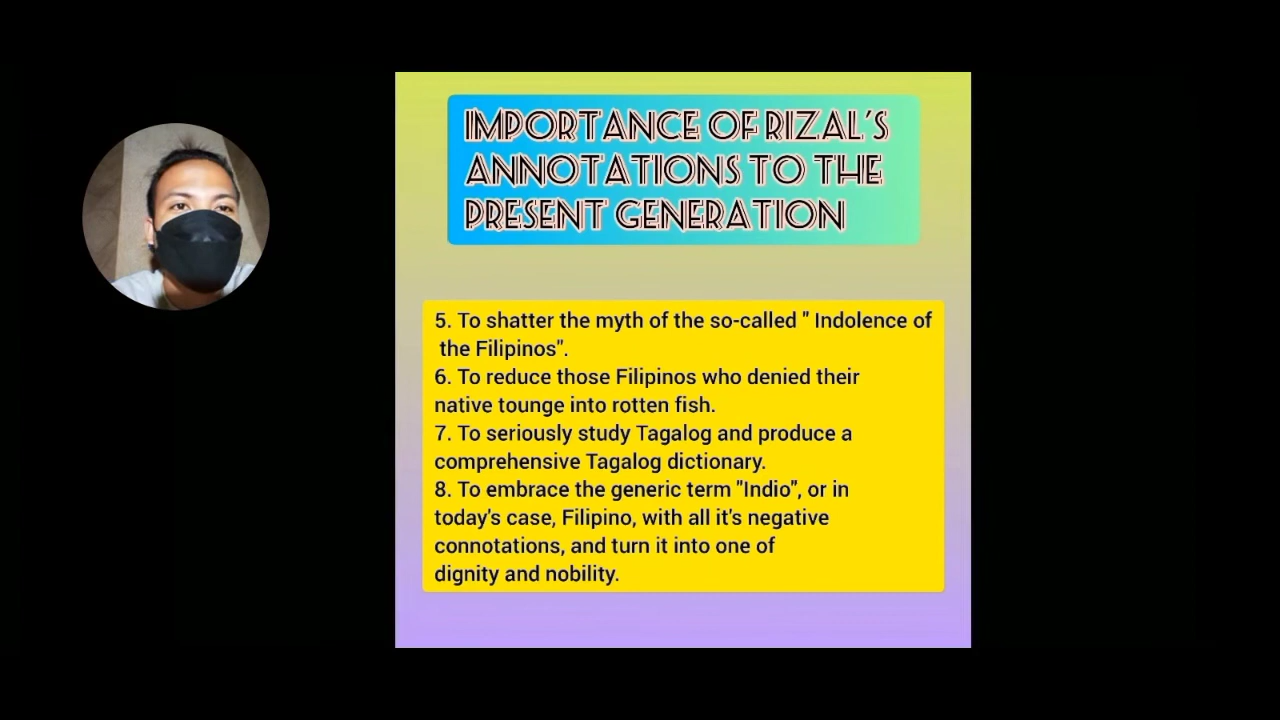 IMPORTANCE OF RIZAL'S
ANNOTATIONS TO THE
PRESENT GENERATION
5. To shatter the myth of the so-called " Indolence of
the Filipinos".
6. To reduce those Filipinos who denied their
native tounge into rotten fish.
7. To seriously study Tagalog and produce a
comprehensive Tagalog dictionary.
8. To embrace the generic term "Indio", or in
today's case, Filipino, with all it's negative
connotations, and turn it into one of
dignity and nobility.